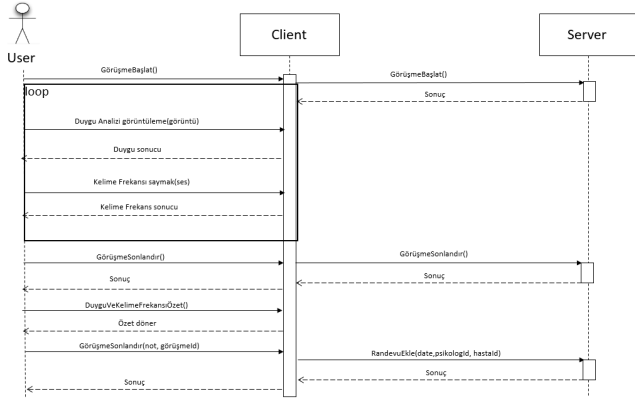 User
Client
Server
GörüşmeBaşlat()
GörüşmeBaşlat()
loop
Sonuç
Duygu Analizi görüntüleme(görüntü)
Duygu sonucu
Kelime Frekansı saymak(ses)
Kelime Frekans sonucu
GörüşmeSonlandır()
GörüşmeSonlandır()
Sonuç
Sonuç
DuyguVeKelimeFrekansıÖzet()
Özet döner
GörüşmeSonlandır(not, görüşmeId)
RandevuEkle(date,psikologId, hastaId)
Sonuç
Sonuç